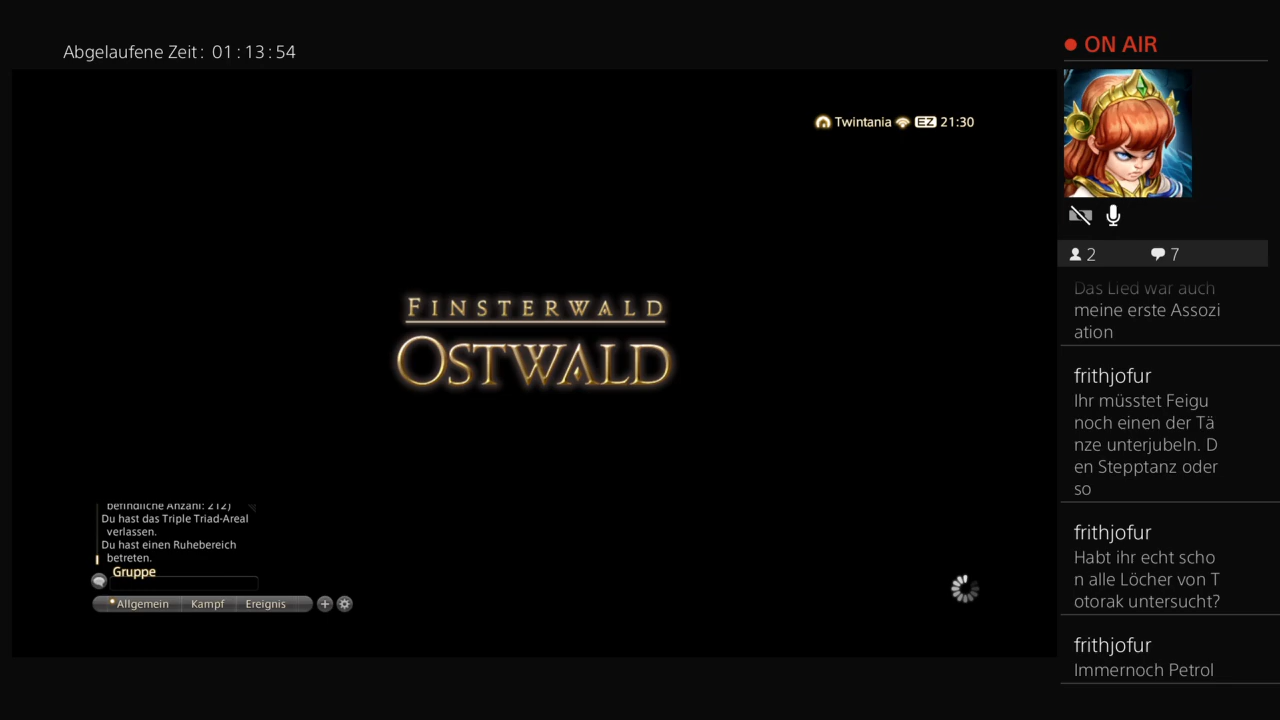 Abgelaufene Zeit: 01:13:54
ON AIR
Twintania EZ 21:30
2 7
FINSTERWALD
OSTWALD
befindliche Anzahl: 212)
Du hast das Triple Triad-Areal
verlassen.
Du hast einen Ruhebereich
betreten.
Gruppe
Allgemein Kampf Ereignis
Das Lied war auch
meine erste Assozi
ation
frithjofur
Ihr müsstet Feigu
noch einen der Tä
nze unterjubeln. D
en Stepptanz oder
so
frithjofur
Habt ihr echt scho
n alle Löcher von T
otorak untersucht?
frithjofur
Immernoch Petrol